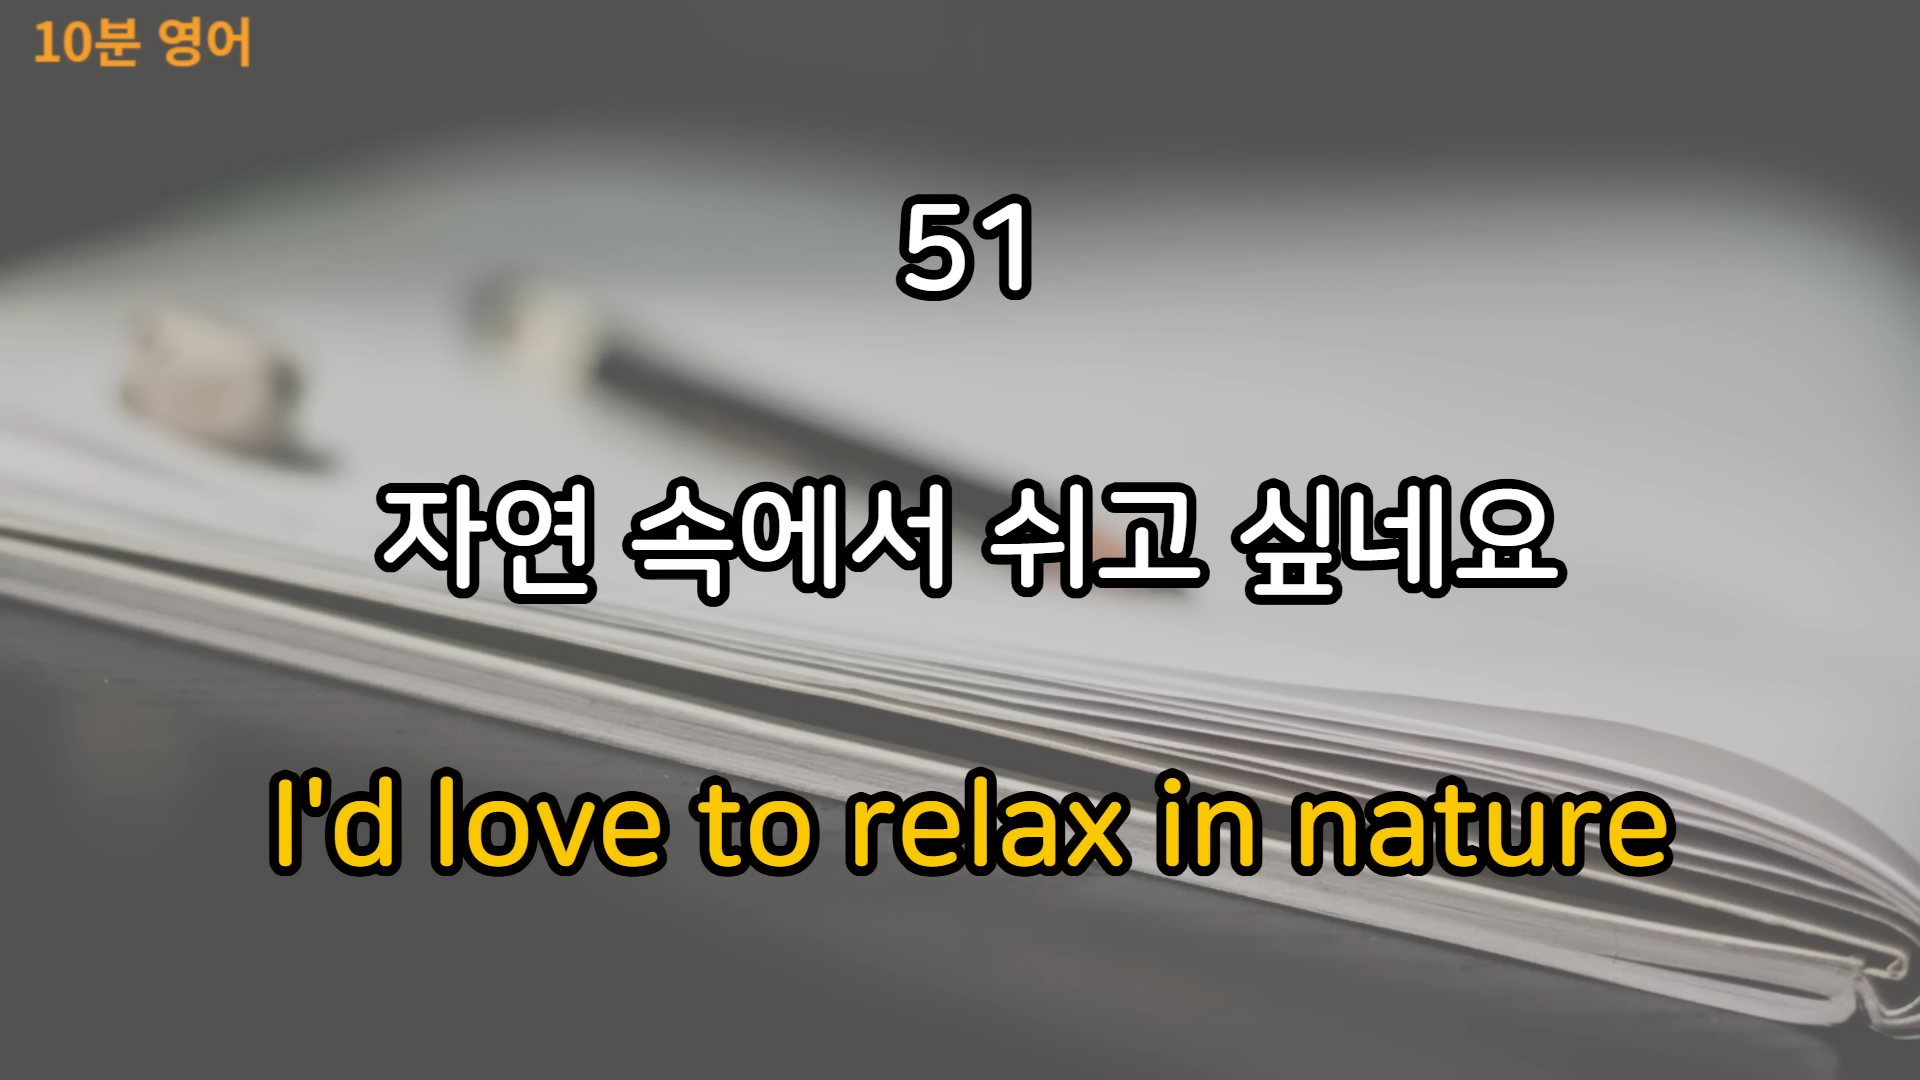 10분 영어
51
자연 속에서 쉬고 싶네요
I'd love to relax in nature